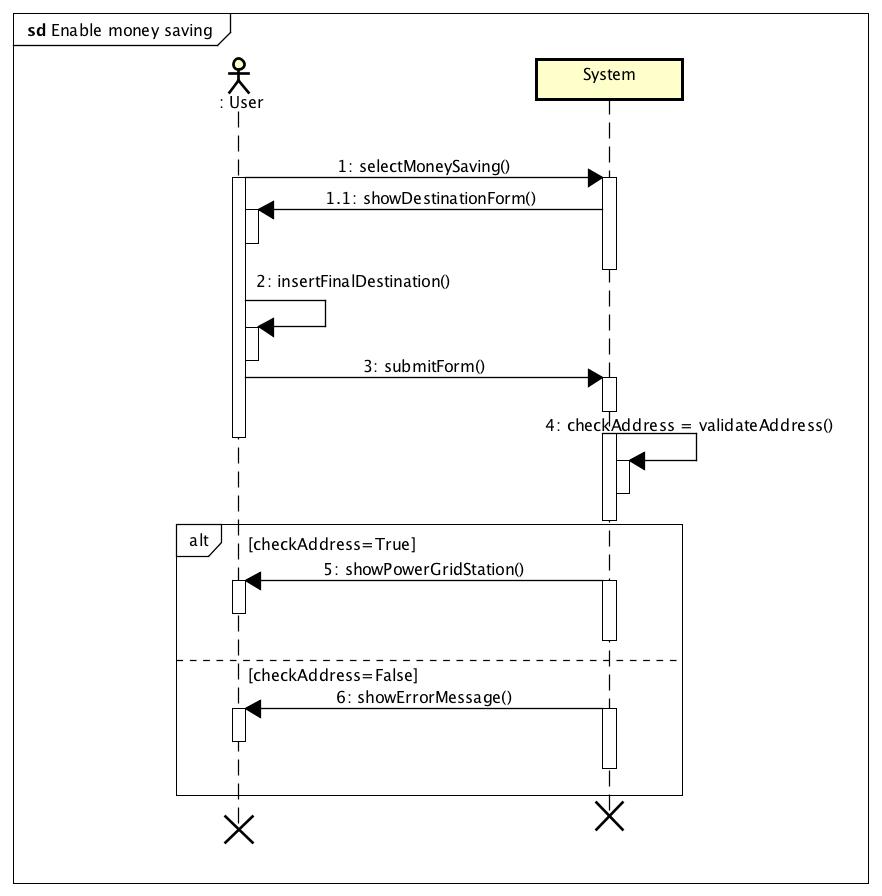 sd Enable money saving
: User
System
1: selectMoneySaving()
1.1: showDestinationForm()
2: insertFinalDestination()
3: submitForm()
4: checkAddress = validateAddress()
alt
[checkAddress=True]
5: showPowerGridStation()
[checkAddress=False]
6: showErrorMessage()